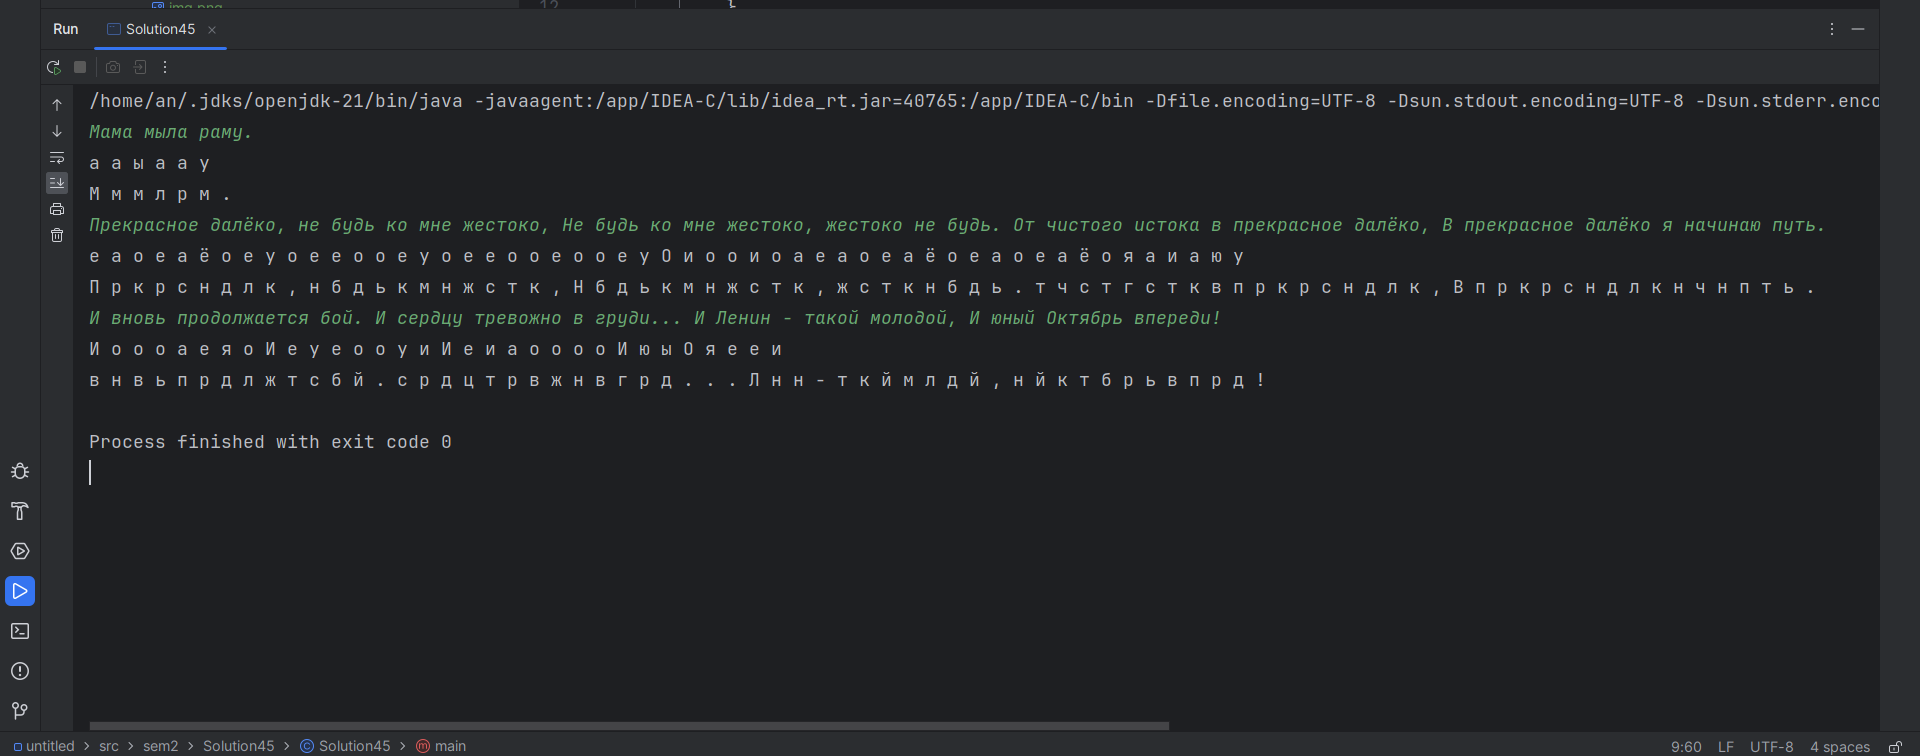 Run Solution45
/home/an/.jdks/openjdk-21/bin/java -javaagent:/app/IDEA-C/lib/idea_rt.jar=40765:/app/IDEA-C/bin -Dfile.encoding=UTF-8 -Dsun.stdout.encoding=UTF-8 -Dsun.stderr.enco
Мама мыла раму.
а а ы а а у
М м м л р м .
Прекрасное далёко, не будь ко мне жестоко, Не будь ко мне жестоко, жестоко не будь. От чистого истока в прекрасное далёко, В прекрасное далёко я начинаю путь.
е а о е а ё о е у о е е о о е у о е е о о е о о е у О и о о и о а е а о е а ё о е а о е а ё о я а и а ю у
П р к р с н д л к , н б д ь к м н ж с т к , Н б д ь к м н ж с т к , ж с т к н б д ь . т ч с т г с т к в п р к р с н д л к , В п р к р с н д л к н ч н п т ь .
И вновь продолжается бой. И сердцу тревожно в груди... И Ленин - такой молодой, И юный Октябрь впереди!
И о о о а е я о И е у е о о у и И е и а о о о о И ю ы О я е е и
в н в ь п р д л ж т с б й . с р д ц т р в ж н в г р д . . . Л н н - т к й м л д й , н й к т б р ь в п р д !
Process finished with exit code 0
untitled > src > sem2 > Solution45 > Solution45 > main 9:60 LF UTF-8 4 spaces